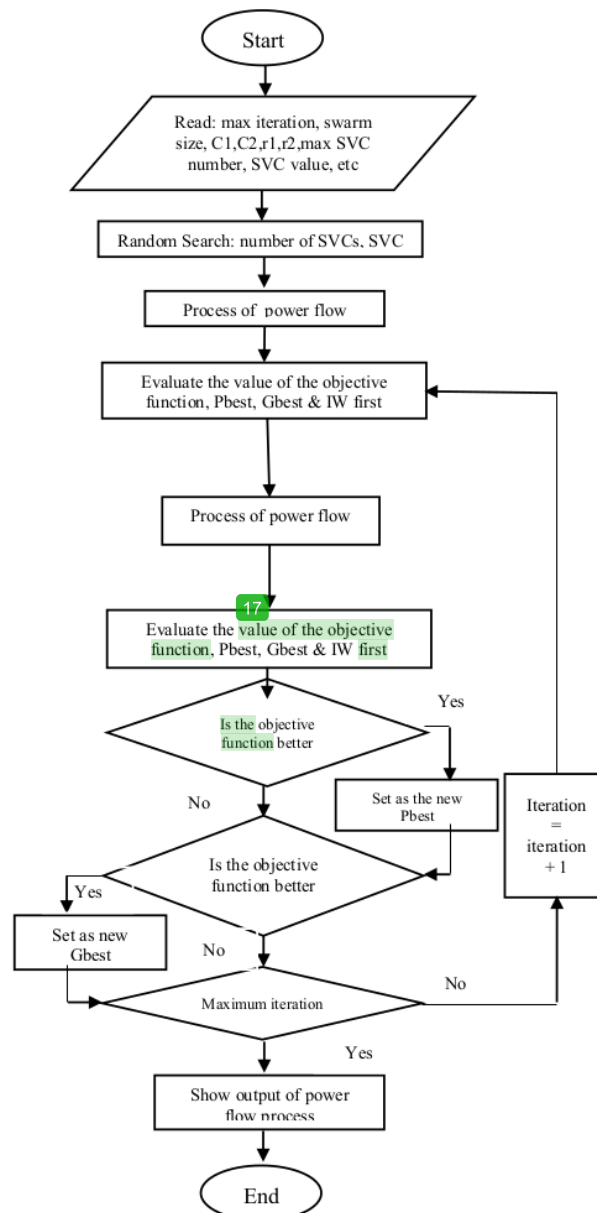 Start
Read: max iteration, swarm
size, C1,C2,r1,r2,max SVC
number, SVC value, etc
Random Search: number of SVCs, SVC
Process of power flow
Evaluate the value of the objective
function, Pbest, Gbest & IW first
Process of power flow
17
Evaluate the value of the objective
function, Pbest, Gbest & IW first
Is the objective
function better
Yes
No
Set as the new
Pbest
Iteration
=
iteration
+ 1
Is the objective
function better
Yes
Set as new
Gbest
No
Maximum iteration
No
Yes
Show output of power
flow process
End